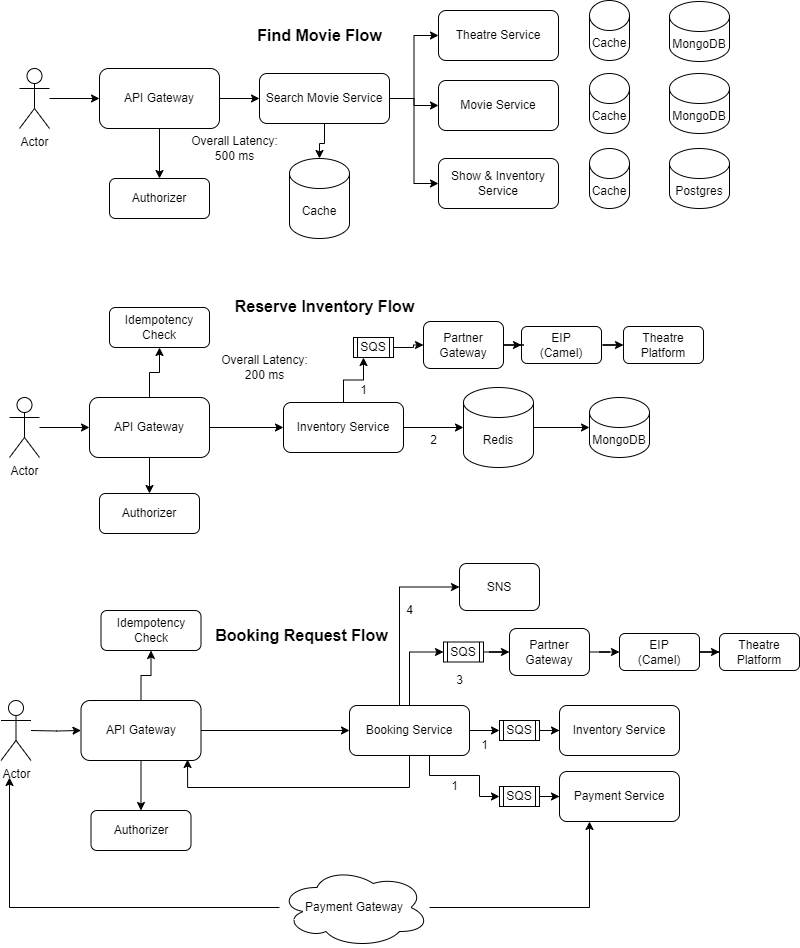 Find Movie Flow
Theatre Service
Cache
MongoDB
Actor
API Gateway
Search Movie Service
Movie Service
Cache
MongoDB
Overall Latency:
500 ms
Authorizer
Cache
Show & Inventory
Service
Cache
Postgres
Reserve Inventory Flow
Idempotency
Check
Overall Latency:
200 ms
SQS
Partner
Gateway
EIP
(Camel)
Theatre
Platform
1
Actor
API Gateway
Inventory Service
2
Redis
MongoDB
Authorizer
SNS
4
Booking Request Flow
Idempotency
Check
SQS
3
Partner
Gateway
EIP
(Camel)
Theatre
Platform
Actor
API Gateway
Booking Service
1
SQS
Inventory Service
1
SQS
Payment Service
Authorizer
Payment Gateway